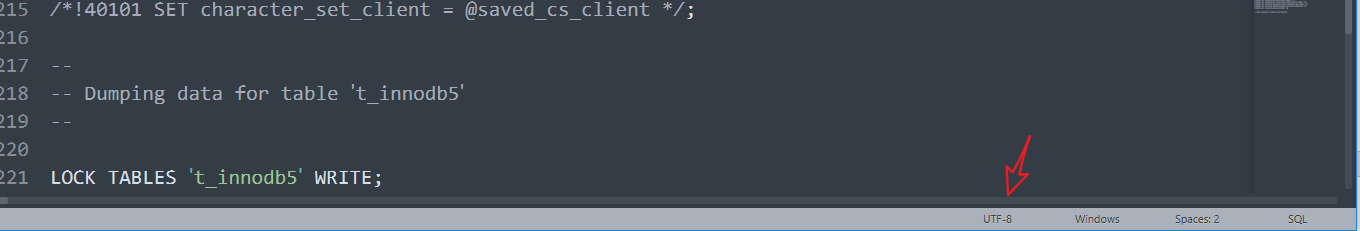 215 /*!40101 SET character_set_client = @saved_cs_client */;
216
217 --
218 -- Dumping data for table 't_innodb5'
219 --
220
221 LOCK TABLES 't_innodb5' WRITE;
UTF-8 Windows Spaces: 2 SQL